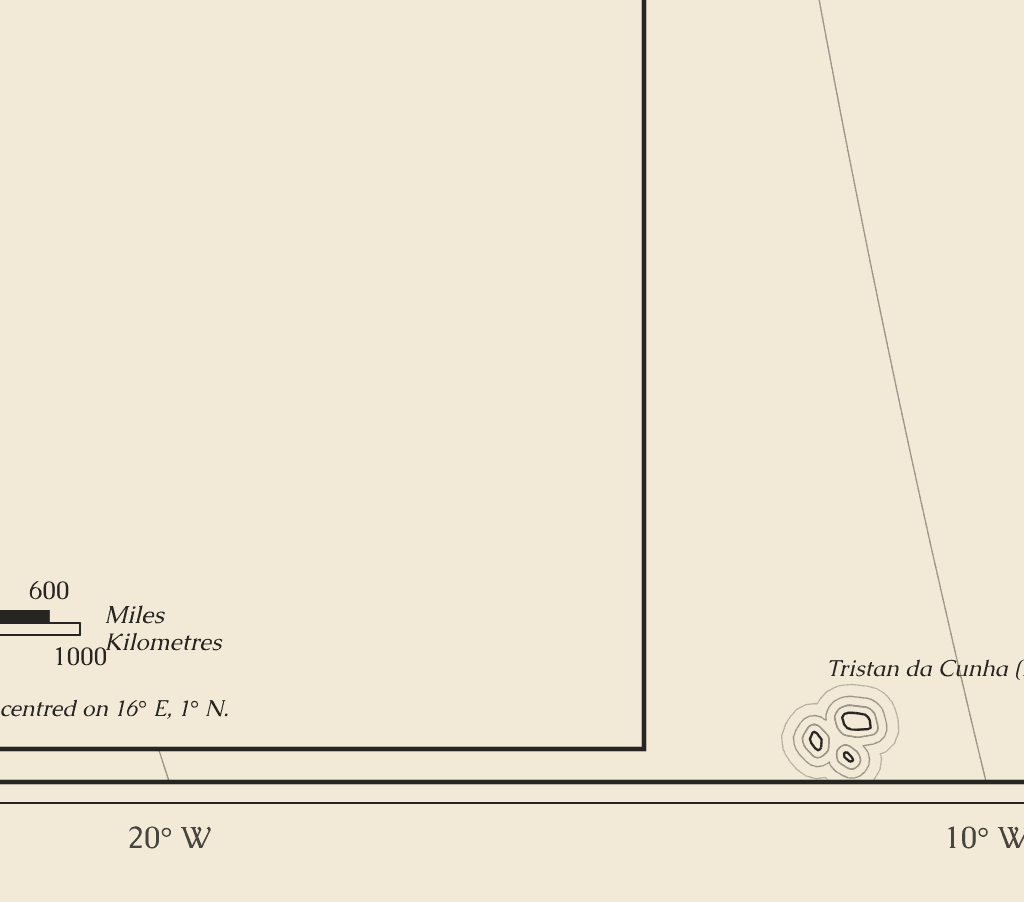 600
Miles
Kilometres
1000
centred on 16° E, 1° N.
Tristan da Cunha (
20° W
10° W